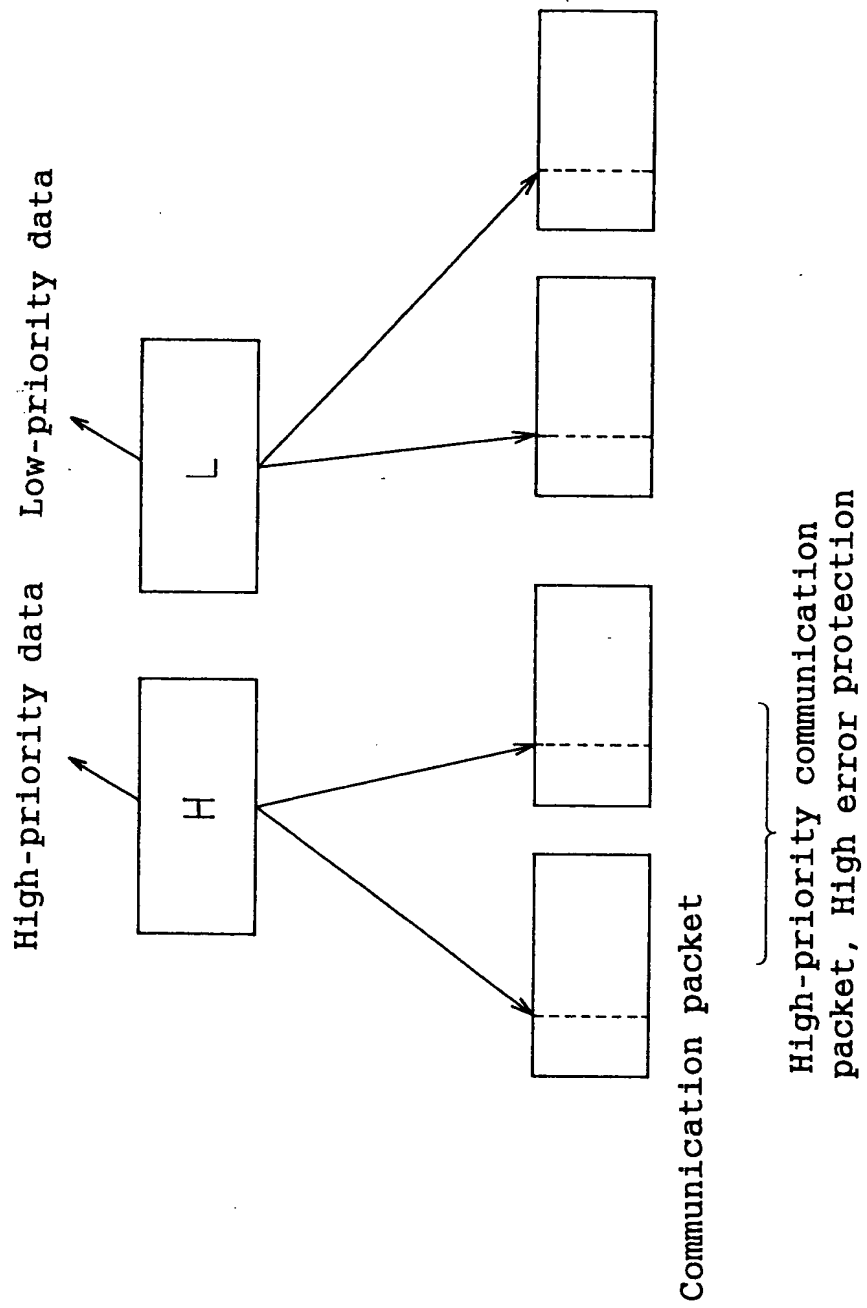 High-priority data Low-priority data
H L
Communication packet
High-priority communication
packet, High error protection